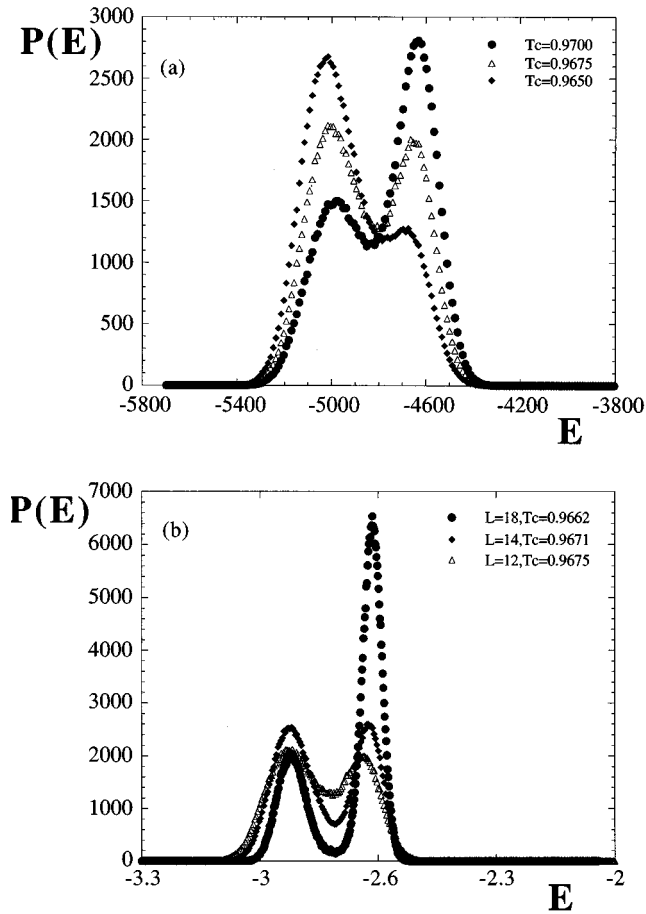 P(E)
(a)
Tc=0.9700
Tc=0.9675
Tc=0.9650
3000
2500
2000
1500
1000
500
0
-5800 -5400 -5000 -4600 -4200 -3800
E
P(E)
(b)
L=18,Tc=0.9662
L=14,Tc=0.9671
L=12,Tc=0.9675
7000
6000
5000
4000
3000
2000
1000
0
-3.3 -3 -2.6 -2.3 -2
E